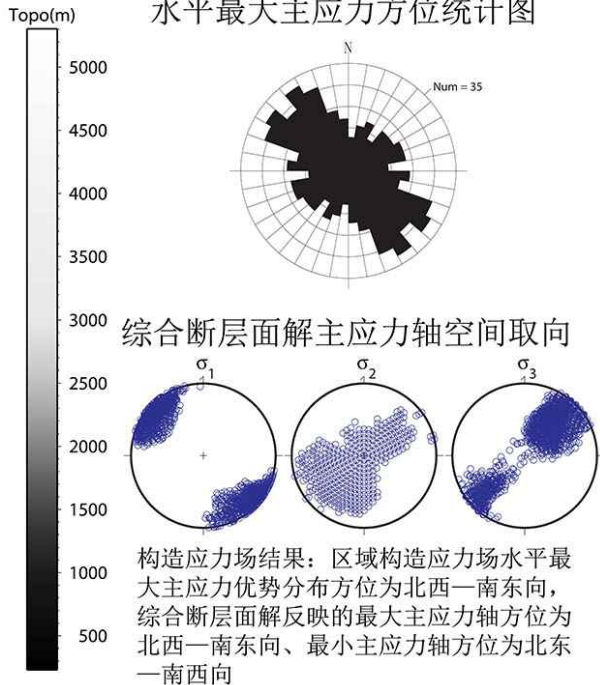 水平最大主应力方位统计图
Topo(m)
5000
4500
4000
3500
3000
2500
2000
1500
1000
500
N
Num = 35
综合断层面解主应力轴空间取向
σ1
σ2
σ3
构造应力场结果：区域构造应力场水平最
大主应力优势分布方位为北西—南东向，
综合断层面解反映的最大主应力轴方位为
北西—南东向、最小主应力轴方位为北东
—南西向